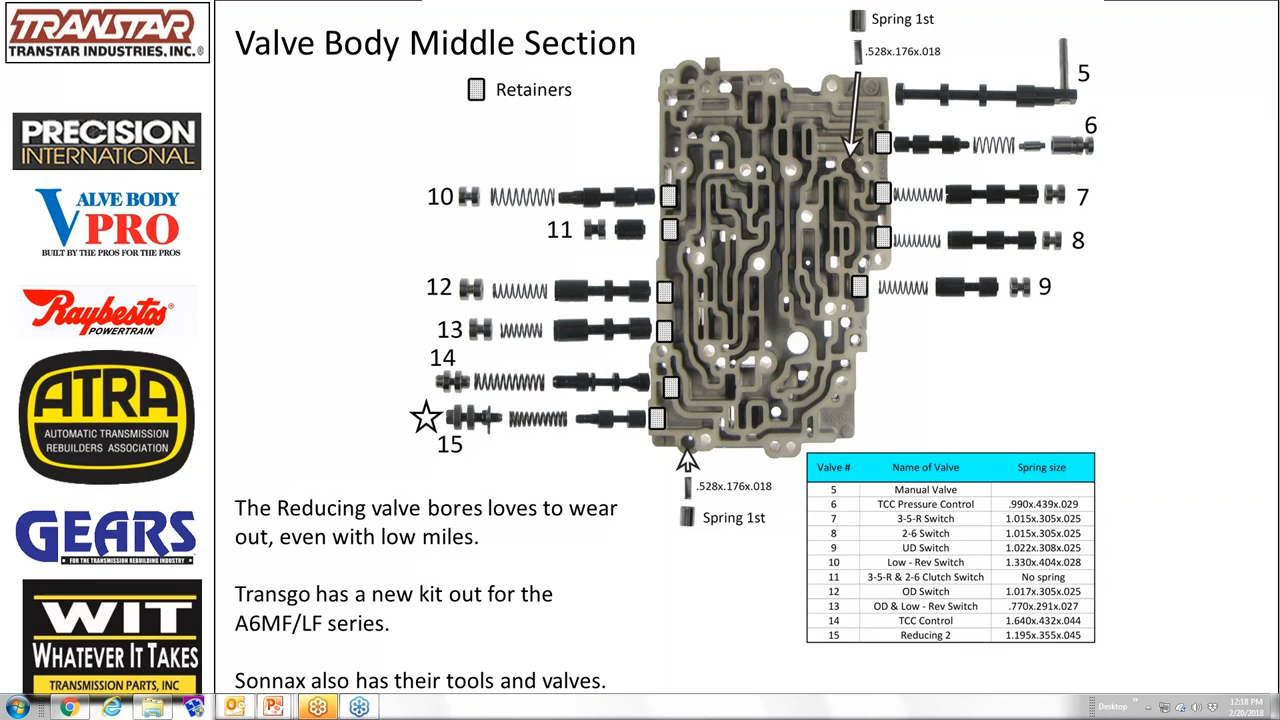 TRANSTAR
TRANSTAR INDUSTRIES,INC.®
PRECISION
INTERNATIONAL
VALVE BODY
PRO
BUILT BY THE PROS FOR THE PROS
Raybestos
POWERTRAIN
ATRA
AUTOMATIC TRANSMISSION
REBUILDERS ASSOCIATION
GEARS
FOR THE TRANSMISSION REBUILDING INDUSTRY
WIT
WHATEVER IT TAKES
TRANSMISSION PARTS, INC
Valve Body Middle Section
Retainers
Spring 1st
.528x.176x.018
5
6
7
8
9
10
11
12
13
14
15
.528x.176x.018
Spring 1st
The Reducing valve bores loves to wear
out, even with low miles.
Transgo has a new kit out for the
A6MF/LF series.
Sonnax also has their tools and valves.
Valve # Name of Valve Spring size
5 Manual Valve
6 TCC Pressure Control .990x.439x.029
7 3-5-R Switch 1.015x.305x.025
8 2-6 Switch 1.015x.305x.025
9 UD Switch 1.022x.308x.025
10 Low - Rev Switch 1.330x.404x.028
11 3-5-R & 2-6 Clutch Switch No spring
12 OD Switch 1.017x.305x.025
13 OD & Low - Rev Switch .770x.291x.027
14 TCC Control 1.640x.432x.044
15 Reducing 2 1.195x.355x.045
Desktop
12:18 PM
2/20/2018